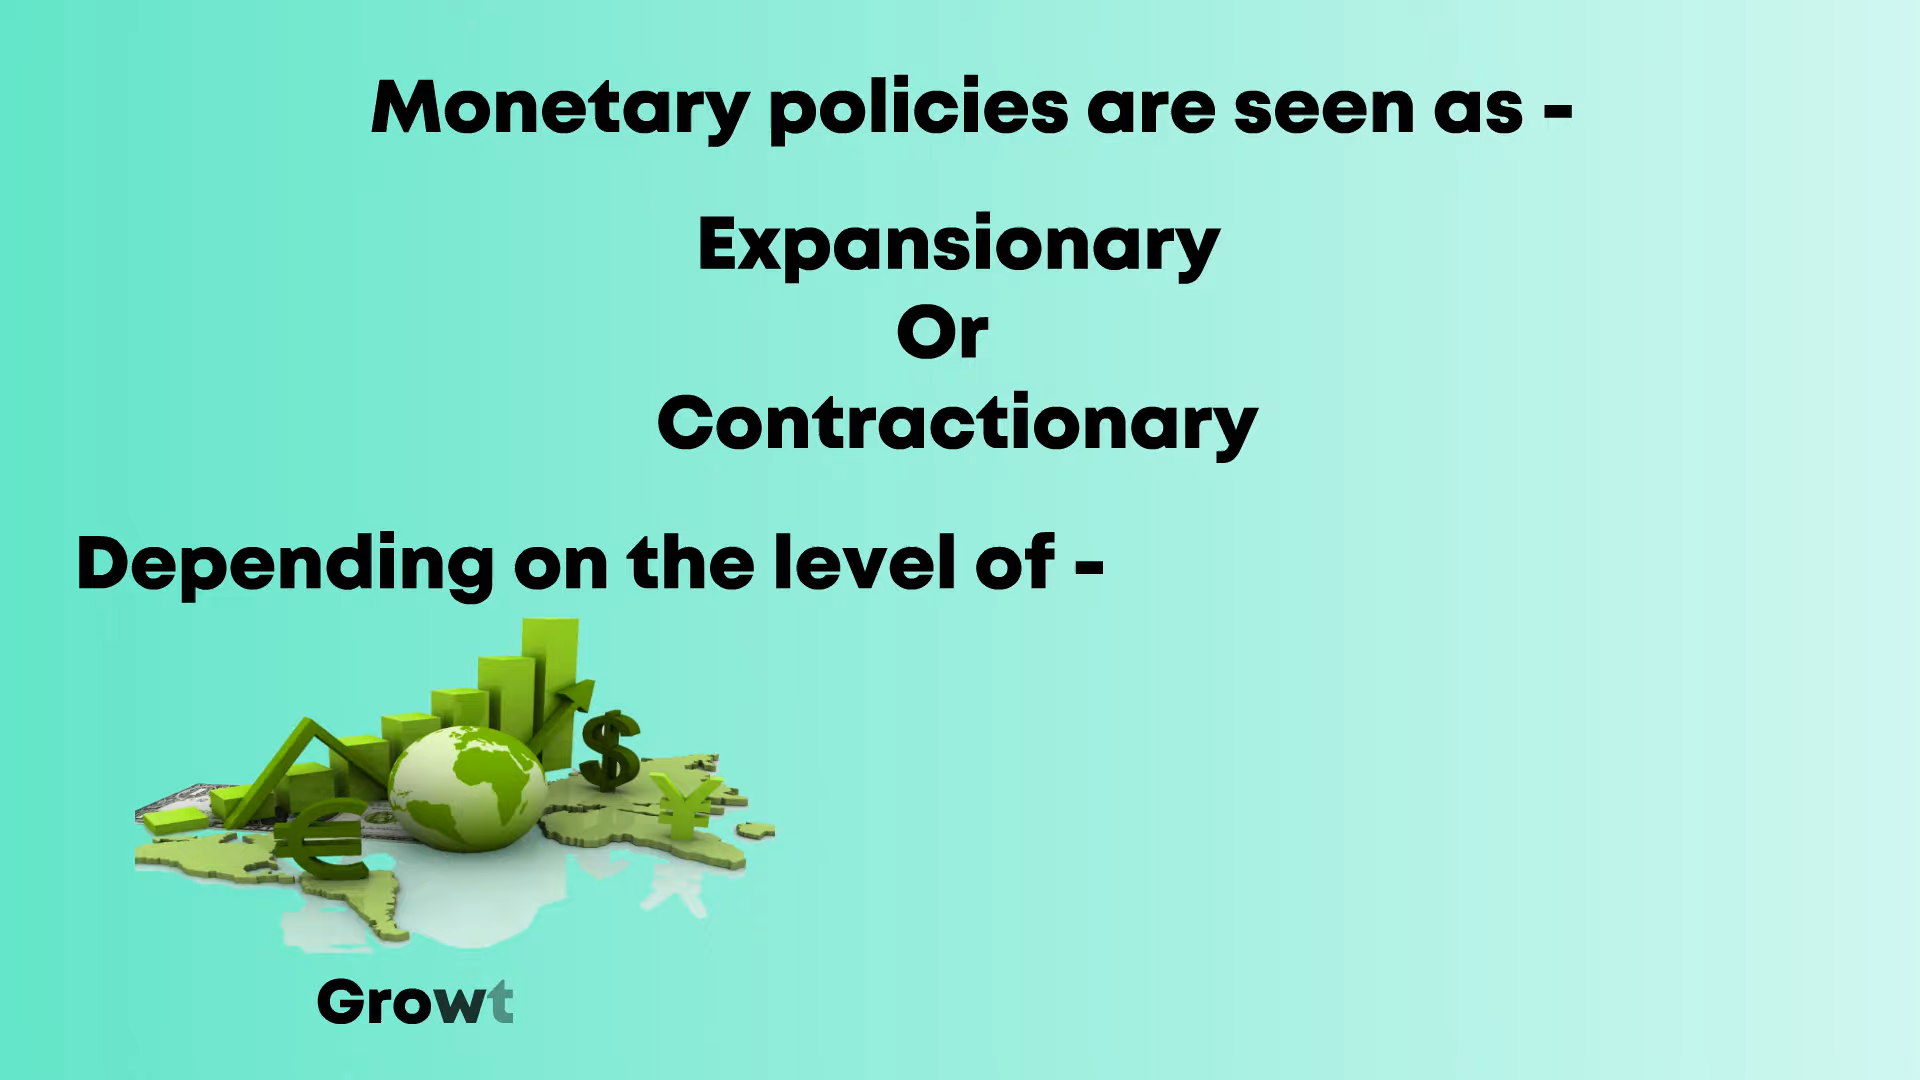 Monetary policies are seen as -
Expansionary
Or
Contractionary
Depending on the level of -
$
¥
€
Growt